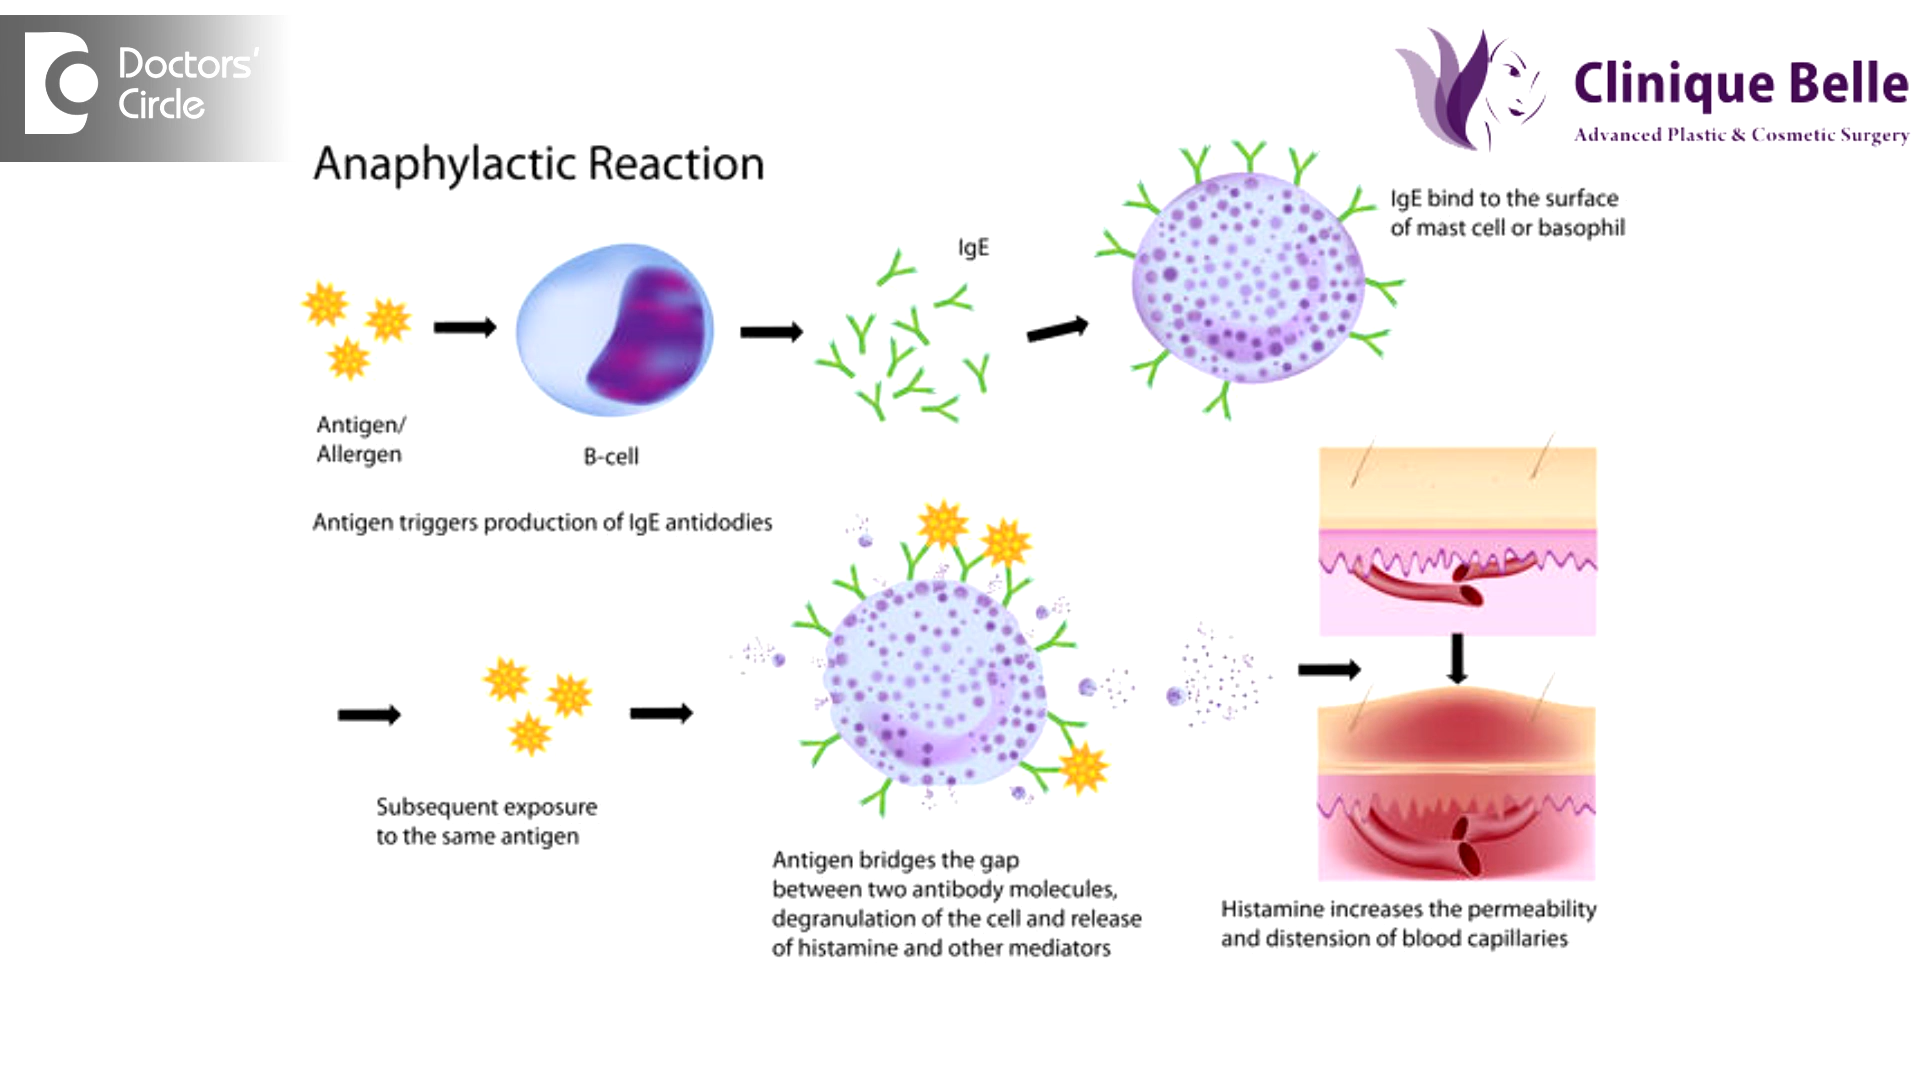 Doctors'
Circle
Clinique Belle
Advanced Plastic & Cosmetic Surgery
Anaphylactic Reaction
IgE bind to the surface
of mast cell or basophil
IgE
Antigen/
Allergen
B-cell
Antigen triggers production of IgE antidodies
Subsequent exposure
to the same antigen
Antigen bridges the gap
between two antibody molecules,
degranulation of the cell and release
of histamine and other mediators
Histamine increases the permeability
and distension of blood capillaries